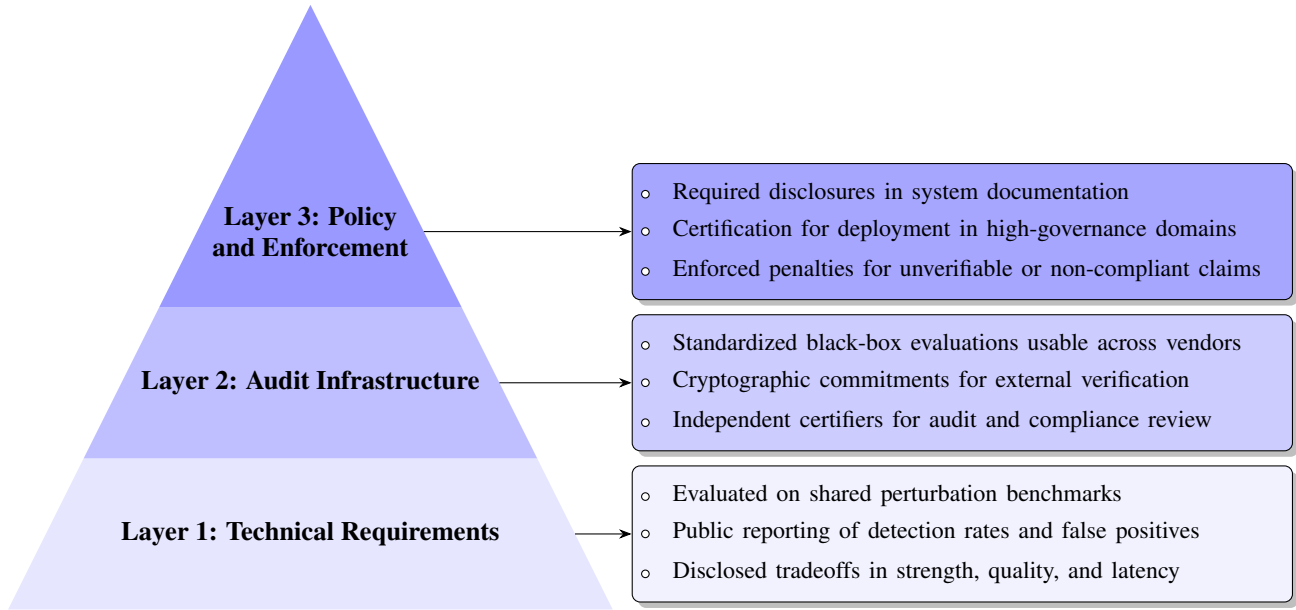 Layer 3: Policy
and Enforcement
Required disclosures in system documentation
Certification for deployment in high-governance domains
Enforced penalties for unverifiable or non-compliant claims
Layer 2: Audit Infrastructure
Standardized black-box evaluations usable across vendors
Cryptographic commitments for external verification
Independent certifiers for audit and compliance review
Layer 1: Technical Requirements
Evaluated on shared perturbation benchmarks
Public reporting of detection rates and false positives
Disclosed tradeoffs in strength, quality, and latency